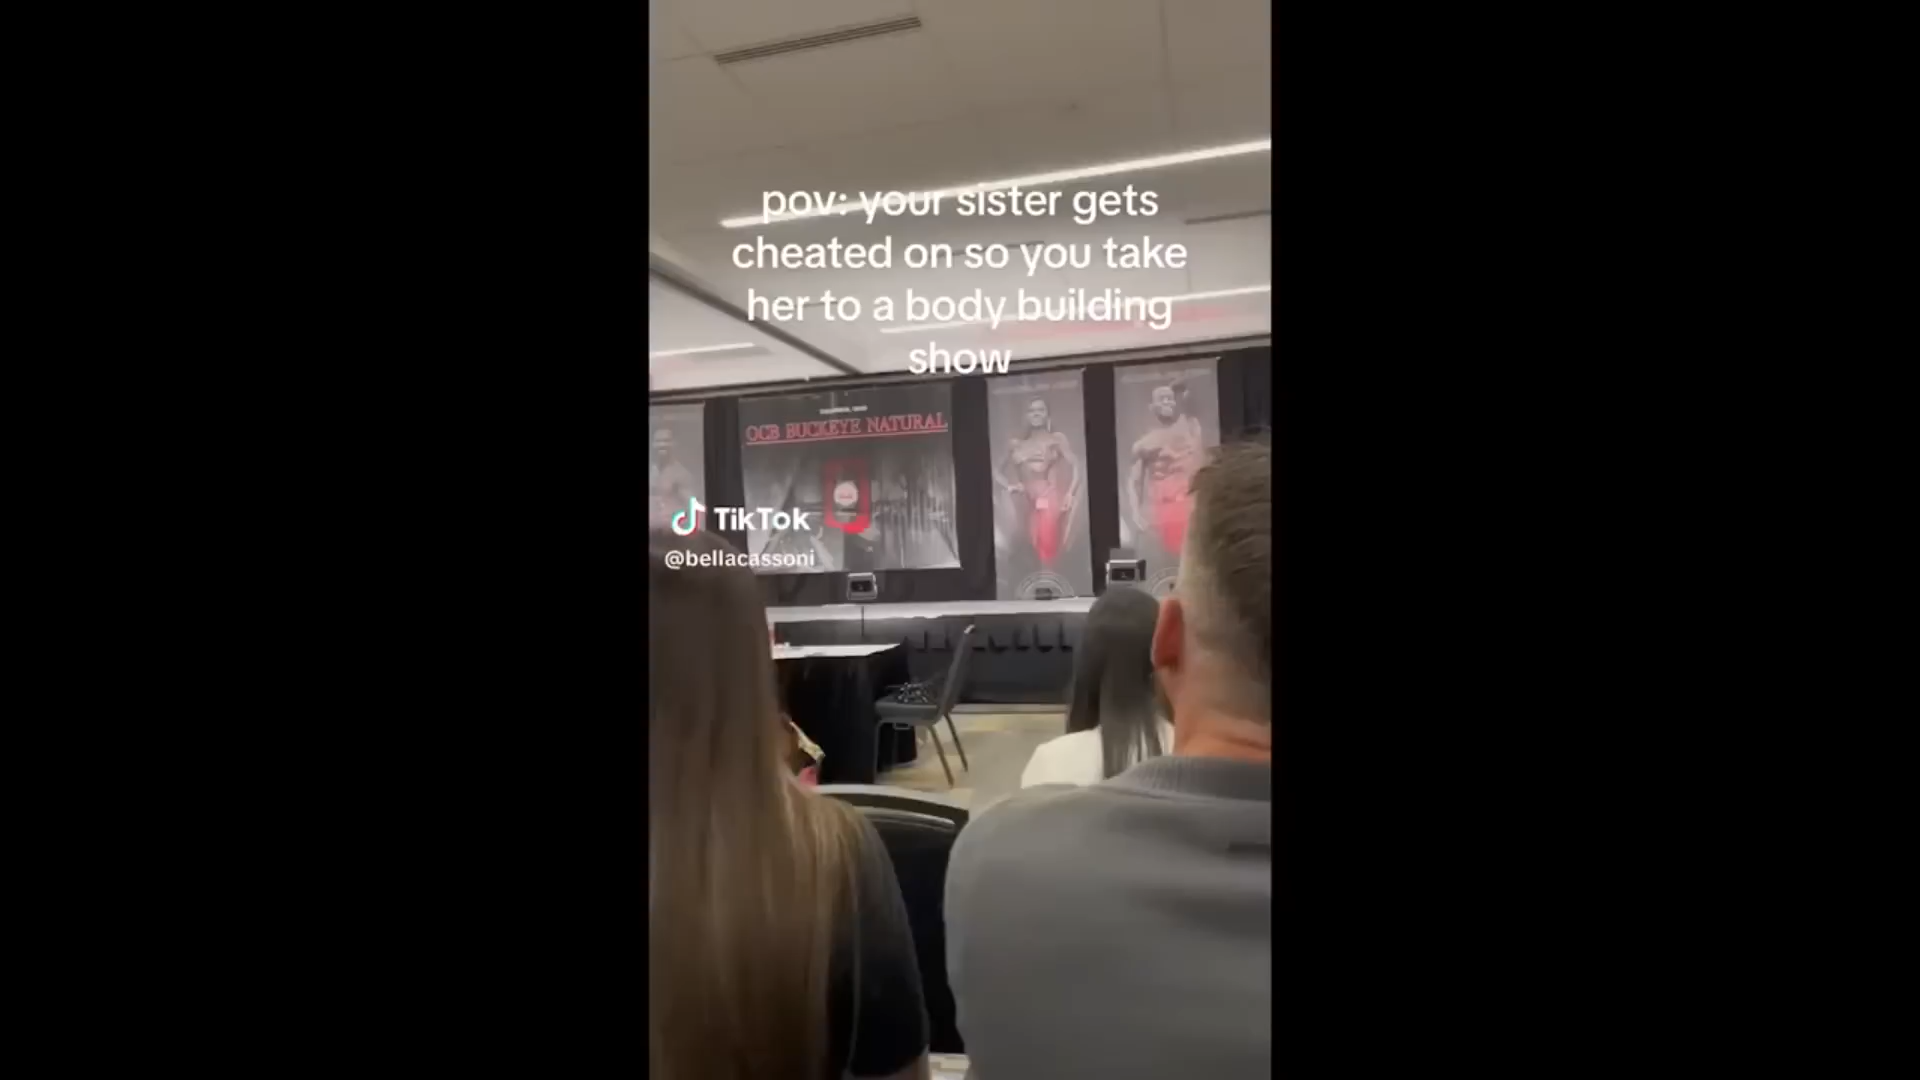 pov: your sister gets
cheated on so you take
her to a body building
show
OCB BUCKEYE NATURAL
TikTok
@bellacassoni